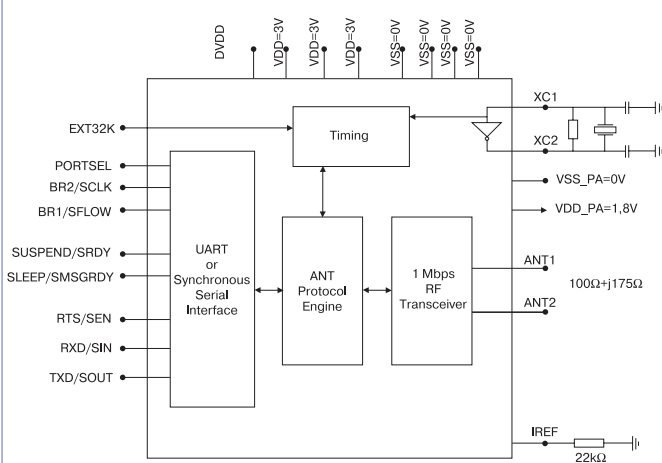 DVDD
VDD=3V
VDD=3V
VDD=3V
VSS=0V
VSS=0V
VSS=0V
VSS=0V
XC1
EXT32K
Timing
XC2
PORTSEL
BR2/SCLK
VSS_PA=0V
BR1/SFLOW
VDD_PA=1,8V
SUSPEND/SRDY
SLEEP/SMSGRDY
UART
or
Synchronous
Serial
Interface
ANT
Protocol
Engine
1 Mbps
RF
Transceiver
ANT1
100Ω+j175Ω
ANT2
RTS/SEN
RXD/SIN
TXD/SOUT
IREF
22kΩ